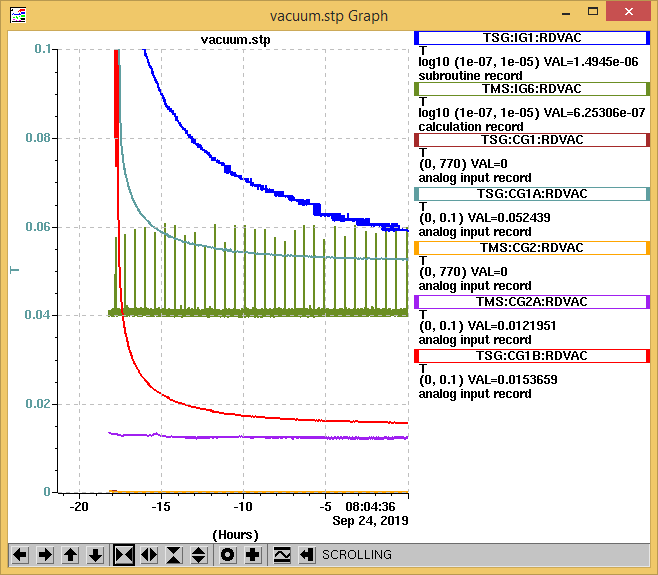 vacuum.stp Graph
vacuum.stp
0.1
0.08
0.06
T
0.04
0.02
0
-20
-15
-10
-5
08:04:36
Sep 24, 2019
(Hours)
TSG:IG1:RDVAC
T
log10 (1e-07, 1e-05) VAL=1.4945e-06
subroutine record
TMS:IG6:RDVAC
T
log10 (1e-07, 1e-05) VAL=6.25306e-07
calculation record
TSG:CG1:RDVAC
T
(0, 770) VAL=0
analog input record
TSG:CG1A:RDVAC
T
(0, 0.1) VAL=0.052439
analog input record
TMS:CG2:RDVAC
T
(0, 770) VAL=0
analog input record
TMS:CG2A:RDVAC
T
(0, 0.1) VAL=0.0121951
analog input record
TSG:CG1B:RDVAC
T
(0, 0.1) VAL=0.0153659
analog input record
SCROLLING